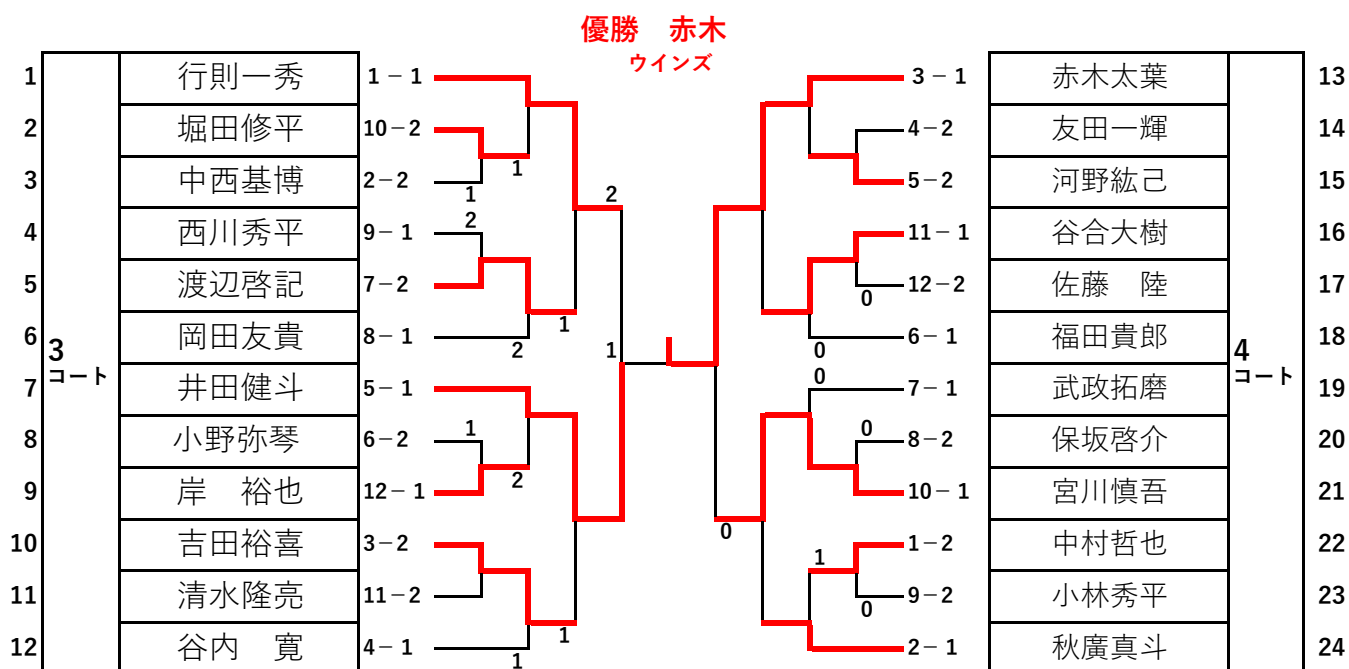 優勝　赤木
ウインズ
1 行則一秀 1－1
2 堀田修平 10－2
3 中西基博 2－2
4 西川秀平 9－1
5 渡辺啓記 7－2
6 岡田友貴 8－1
7 井田健斗 5－1
8 小野弥琴 6－2
9 岸　裕也 12－1
10 吉田裕喜 3－2
11 清水隆亮 11－2
12 谷内　寛 4－1
3
コート
1
1
2
2
1
2
1
1
2
1
1
3－1 赤木太葉 13
4－2 友田一輝 14
5－2 河野紘己 15
11－1 谷合大樹 16
12－2 佐藤　陸 17
6－1 福田貴郎 18
7－1 武政拓磨 19
8－2 保坂啓介 20
10－1 宮川慎吾 21
1－2 中村哲也 22
9－2 小林秀平 23
2－1 秋廣真斗 24
4
コート
0
0
0
0
0
1
0